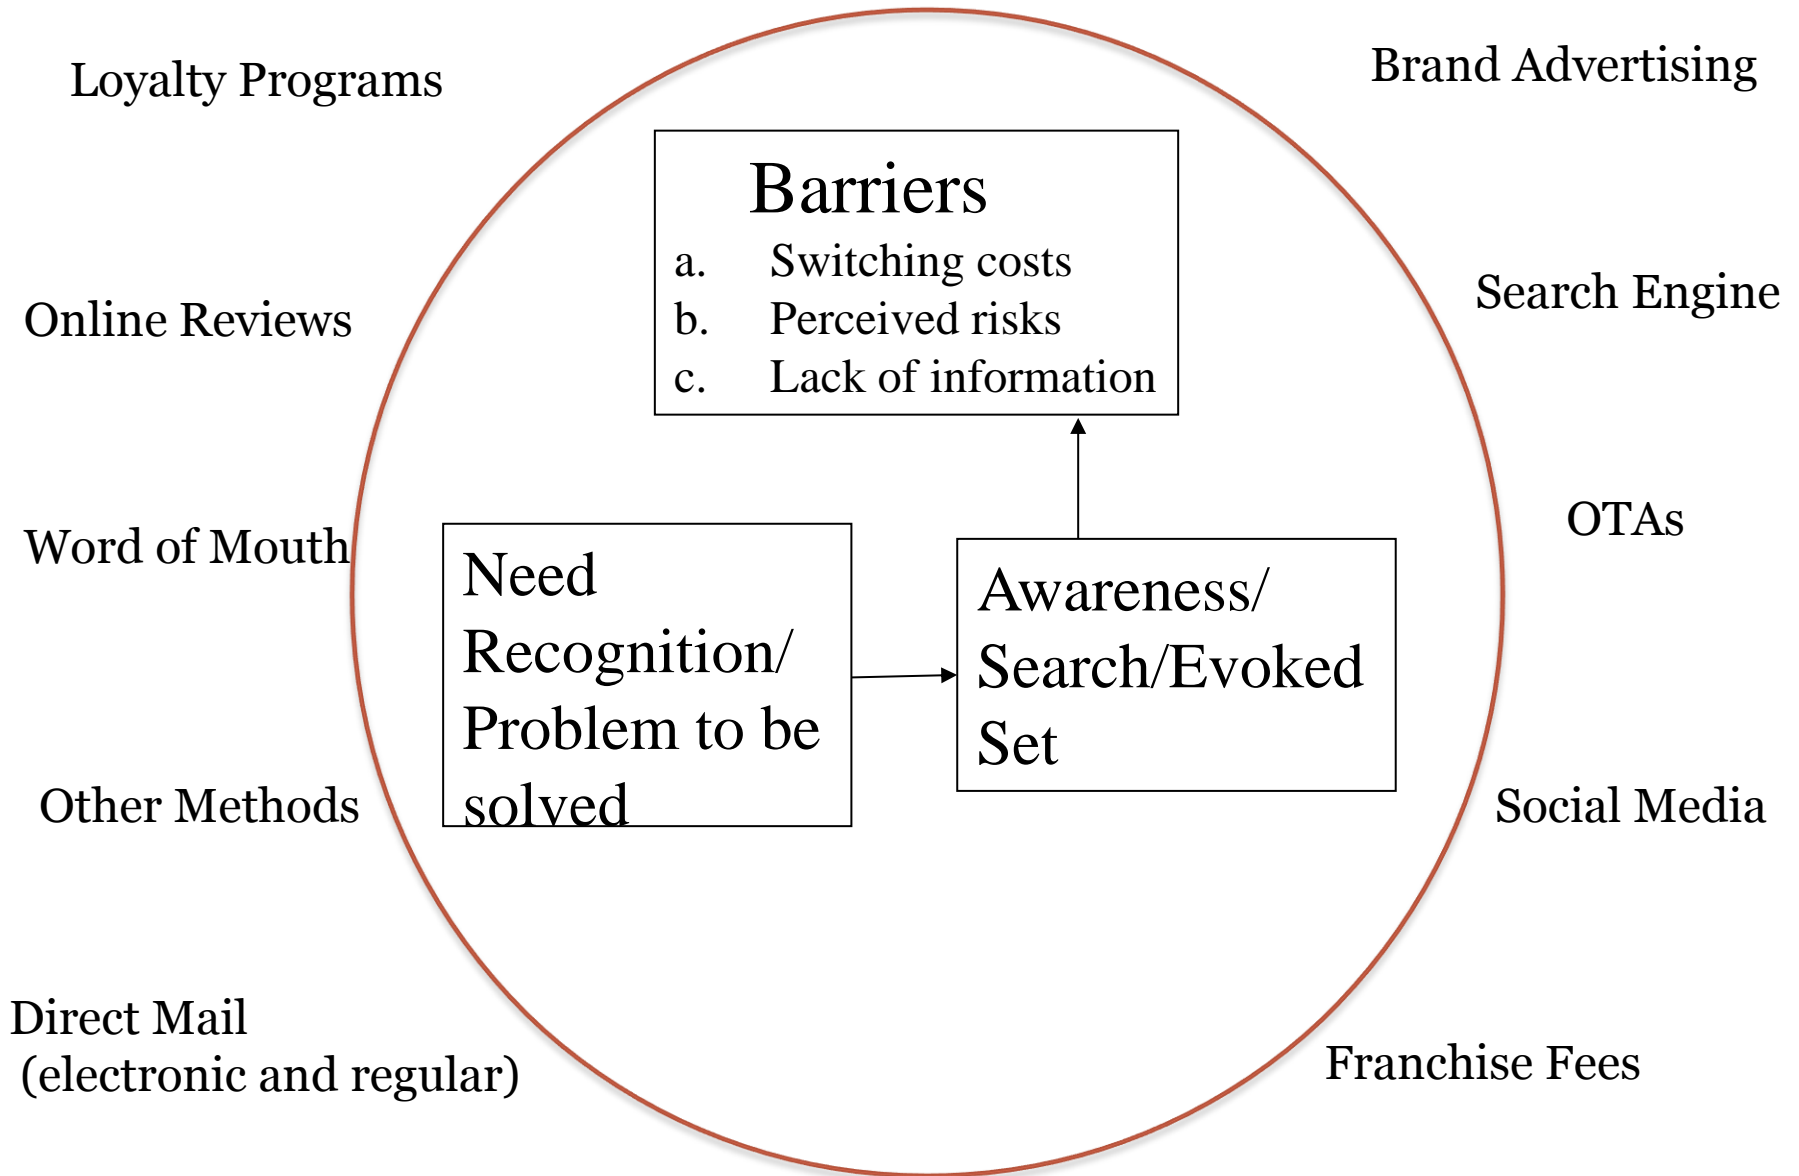 Loyalty Programs
Brand Advertising
Barriers
a. Switching costs
b. Perceived risks
c. Lack of information
Online Reviews
Search Engine
Word of Mouth
OTAs
Need
Recognition/
Problem to be
solved
Awareness/
Search/Evoked
Set
Other Methods
Social Media
Direct Mail
(electronic and regular)
Franchise Fees